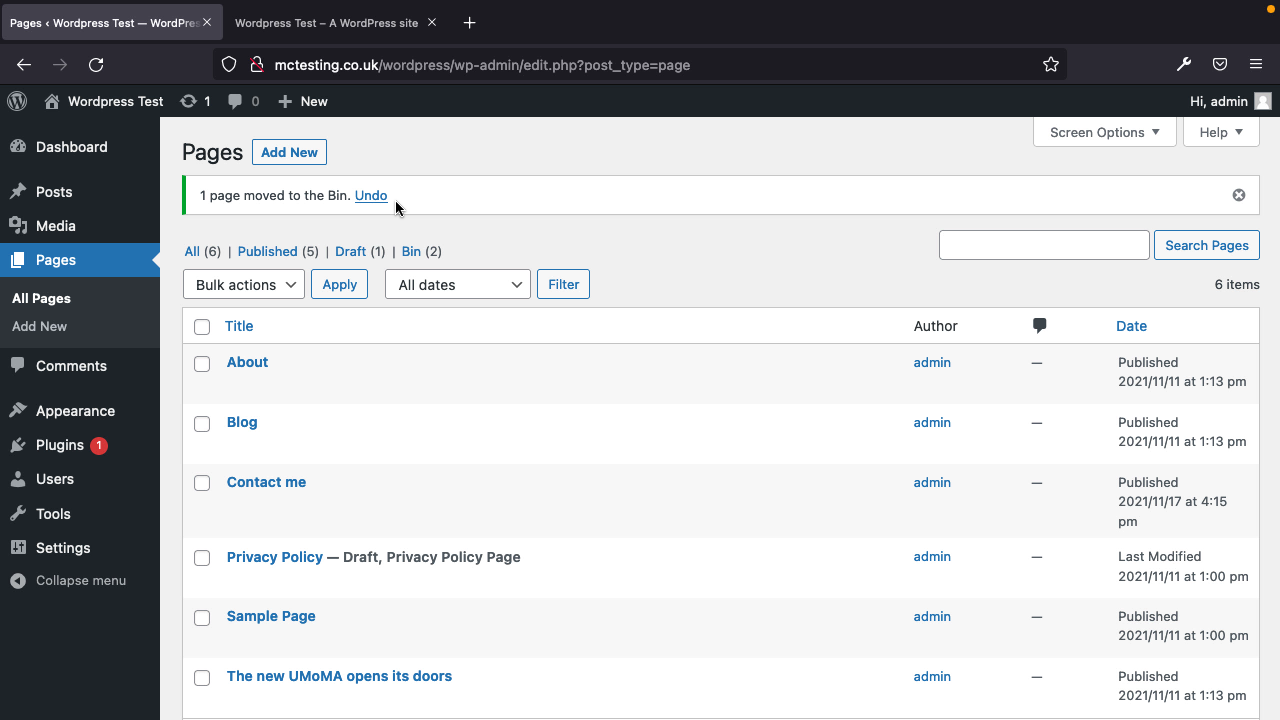 Pages ‹ Wordpress Test — WordPres
Wordpress Test – A WordPress site
mctesting.co.uk/wordpress/wp-admin/edit.php?post_type=page
Wordpress Test
1
0
New
Hi, admin
Dashboard
Posts
Media
Pages
All Pages
Add New
Comments
Appearance
Plugins 1
Users
Tools
Settings
Collapse menu
Screen Options
Help
Pages
Add New
1 page moved to the Bin. Undo
All (6) | Published (5) | Draft (1) | Bin (2)
Search Pages
Bulk actions
Apply
All dates
Filter
6 items
Title
Author
Date
About
admin
—
Published
2021/11/11 at 1:13 pm
Blog
admin
—
Published
2021/11/11 at 1:13 pm
Contact me
admin
—
Published
2021/11/17 at 4:15
pm
Privacy Policy — Draft, Privacy Policy Page
admin
—
Last Modified
2021/11/11 at 1:00 pm
Sample Page
admin
—
Published
2021/11/11 at 1:00 pm
The new UMoMA opens its doors
admin
—
Published
2021/11/11 at 1:13 pm